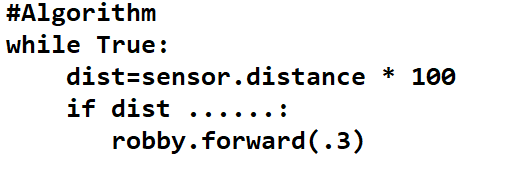 #Algorithm
while True:
    dist=sensor.distance * 100
    if dist ......:
       robby.forward(.3)